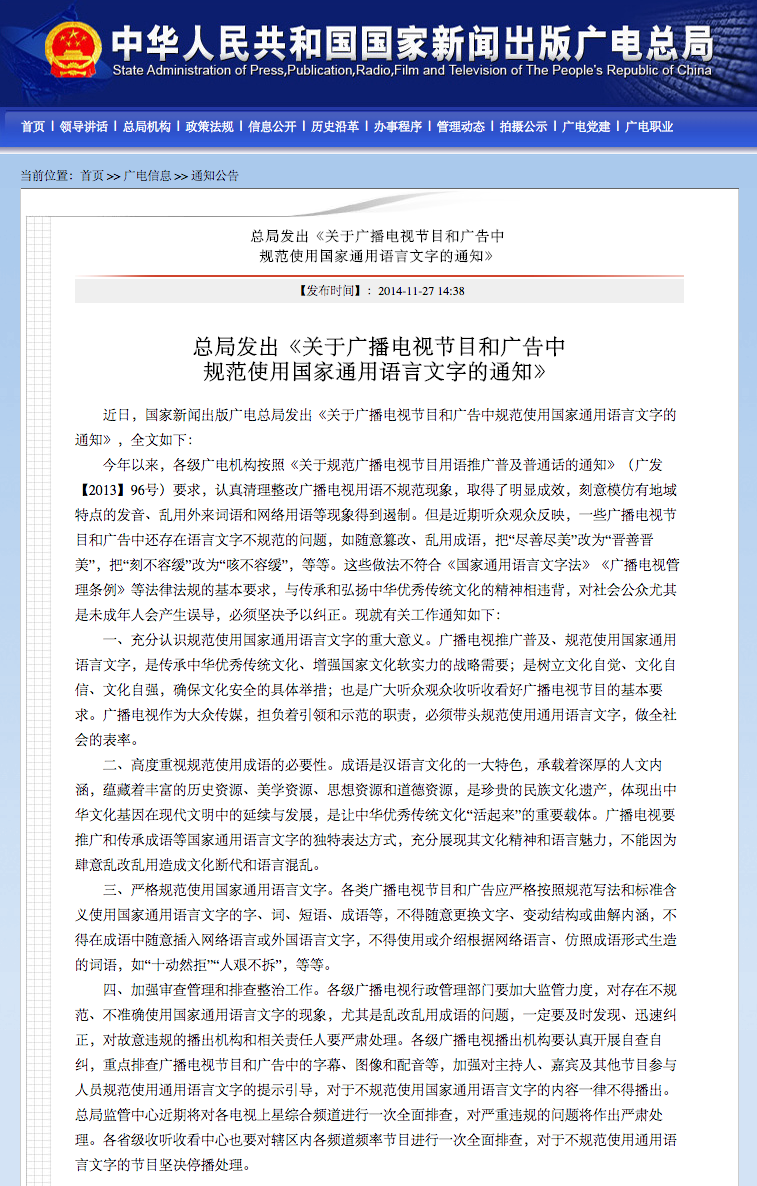 中华人民共和国国家新闻出版广电总局
State Administration of Press,Publication,Radio,Film and Television of The People's Republic of China
首页 | 领导讲话 | 总局机构 | 政策法规 | 信息公开 | 历史沿革 | 办事程序 | 管理动态 | 拍摄公示 | 广电党建 | 广电职业
当前位置：首页 >> 广电信息 >> 通知公告
总局发出《关于广播电视节目和广告中
规范使用国家通用语言文字的通知》
【发布时间】：2014-11-27 14:38
总局发出《关于广播电视节目和广告中
规范使用国家通用语言文字的通知》
近日，国家新闻出版广电总局发出《关于广播电视节目和广告中规范使用国家通用语言文字的
通知》，全文如下：
今年以来，各级广电机构按照《关于规范广播电视节目用语推广普及普通话的通知》（广发
【2013】96号）要求，认真清理整改广播电视用语不规范现象，取得了明显成效，刻意模仿有地域
特点的发音、乱用外来词语和网络用语等现象得到遏制。但是近期听众观众反映，一些广播电视节
目和广告中还存在语言文字不规范的问题，如随意篡改、乱用成语，把“尽善尽美”改为“晋善晋
美”，把“刻不容缓”改为“咳不容缓”，等等。这些做法不符合《国家通用语言文字法》《广播电视管
理条例》等法律法规的基本要求，与传承和弘扬中华优秀传统文化的精神相违背，对社会公众尤其
是未成年人会产生误导，必须坚决予以纠正。现就有关工作通知如下：
一、充分认识规范使用国家通用语言文字的重大意义。广播电视推广普及、规范使用国家通用
语言文字，是传承中华优秀传统文化、增强国家文化软实力的战略需要；是树立文化自觉、文化自
信、文化自强，确保文化安全的具体举措；也是广大听众观众收听收看好广播电视节目的基本要
求。广播电视作为大众传媒，担负着引领和示范的职责，必须带头规范使用通用语言文字，做全社
会的表率。
二、高度重视规范使用成语的必要性。成语是汉语言文化的一大特色，承载着深厚的人文内
涵，蕴藏着丰富的历史资源、美学资源、思想资源和道德资源，是珍贵的民族文化遗产，体现出中
华文化基因在现代文明中的延续与发展，是让中华优秀传统文化“活起来”的重要载体。广播电视要
推广和传承成语等国家通用语言文字的独特表达方式，充分展现其文化精神和语言魅力，不能因为
肆意乱改乱用造成文化断代和语言混乱。
三、严格规范使用国家通用语言文字。各类广播电视节目和广告应严格按照规范写法和标准含
义使用国家通用语言文字的字、词、短语、成语等，不得随意更换文字、变动结构或曲解内涵，不
得在成语中随意插入网络语言或外国语言文字，不得使用或介绍根据网络语言、仿照成语形式生造
的词语，如“十动然拒”“人艰不拆”，等等。
四、加强审查管理和排查整治工作。各级广播电视行政管理部门要加大监管力度，对存在不规
范、不准确使用国家通用语言文字的现象，尤其是乱改乱用成语的问题，一定要及时发现、迅速纠
正，对故意违规的播出机构和相关责任人要严肃处理。各级广播电视播出机构要认真开展自查自
纠，重点排查广播电视节目和广告中的字幕、图像和配音等，加强对主持人、嘉宾及其他节目参与
人员规范使用通用语言文字的提示引导，对于不规范使用国家通用语言文字的内容一律不得播出。
总局监管中心近期将对各电视上星综合频道进行一次全面排查，对严重违规的问题将作出严肃处
理。各省级收听收看中心也要对辖区内各频道频率节目进行一次全面排查，对于不规范使用通用语
言文字的节目坚决停播处理。